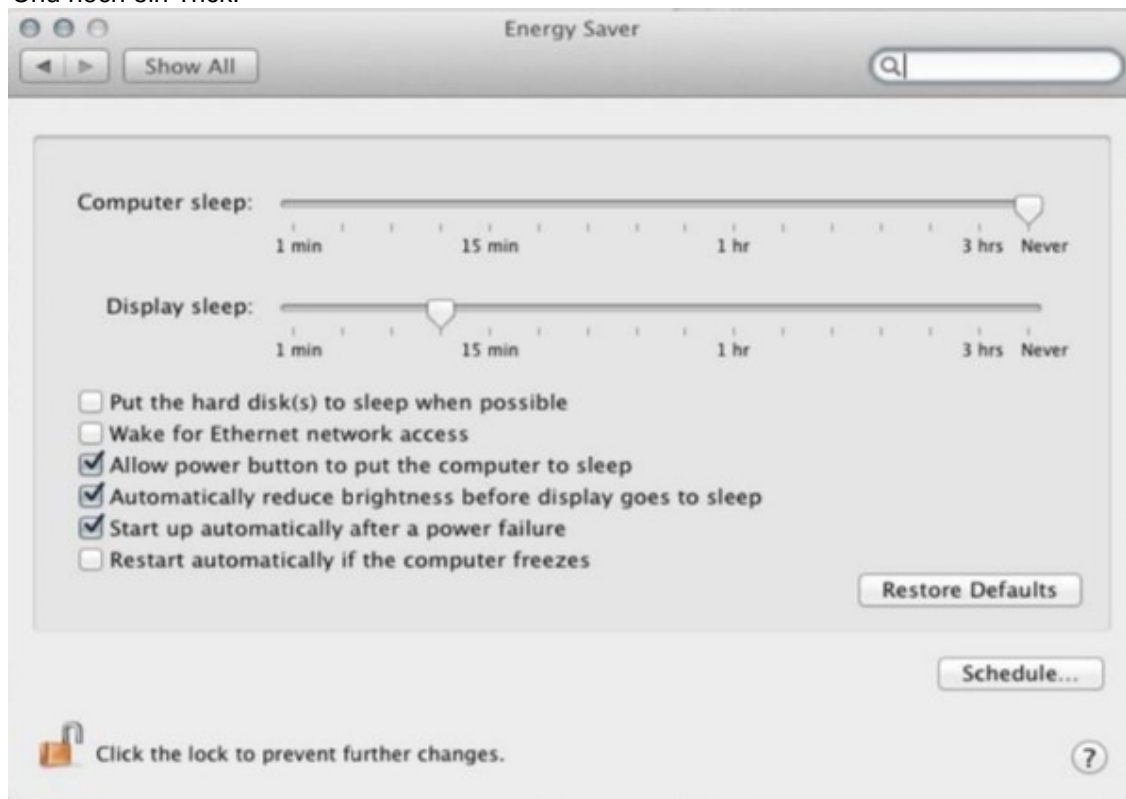 Und noch ein Trick:
Energy Saver
Show All
Computer sleep:
1 min 15 min 1 hr 3 hrs Never
Display sleep:
1 min 15 min 1 hr 3 hrs Never
Put the hard disk(s) to sleep when possible
Wake for Ethernet network access
Allow power button to put the computer to sleep
Automatically reduce brightness before display goes to sleep
Start up automatically after a power failure
Restart automatically if the computer freezes
Restore Defaults
Schedule...
Click the lock to prevent further changes.
?